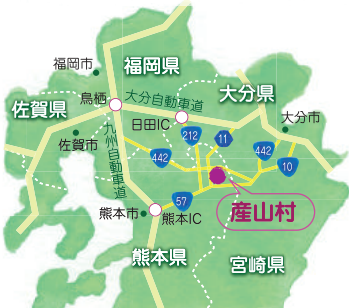 福岡市
福岡県
鳥栖
大分自動車道
大分県
佐賀県
日田IC
大分市
佐賀市
212
11
442
442
10
九州自動車道
57
熊本市
熊本IC
産山村
熊本県
宮崎県